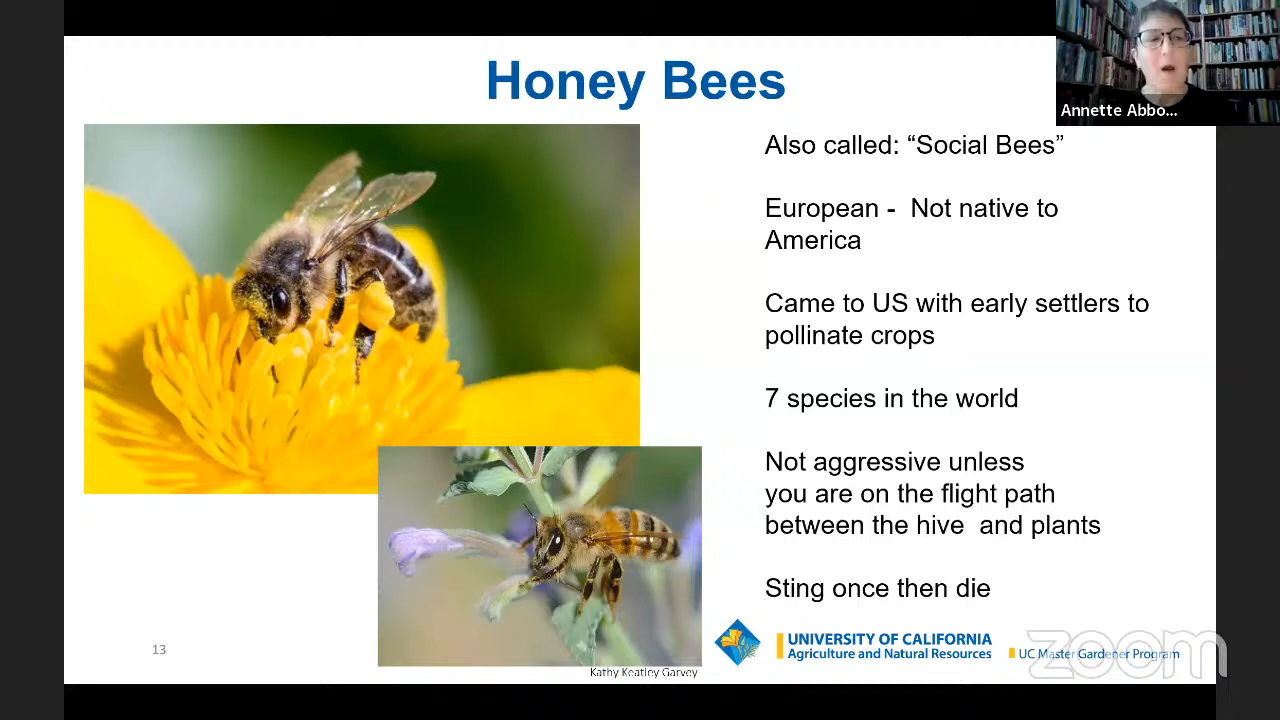 Honey Bees
Annette Abbo...
Also called: “Social Bees”
European - Not native to
America
Came to US with early settlers to
pollinate crops
7 species in the world
Not aggressive unless
you are on the flight path
between the hive and plants
Sting once then die
13
Kathy Keatley Garvey
UNIVERSITY OF CALIFORNIA
Agriculture and Natural Resources
UC Master Gardener Program
zoom